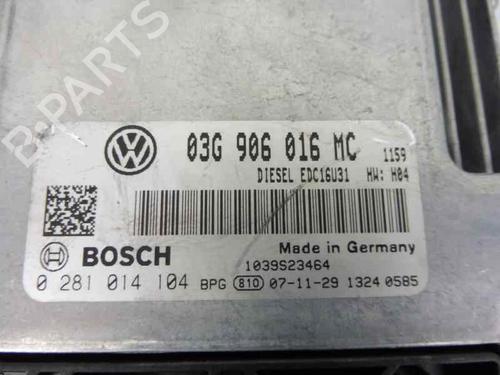 03G 906 016 MC 1159
DIESEL EDC16U31 HW: H04
BOSCH
Made in Germany
1039S23464
0 281 014 104 BPG 810 07-11-29 1324 0585
B-PARTS